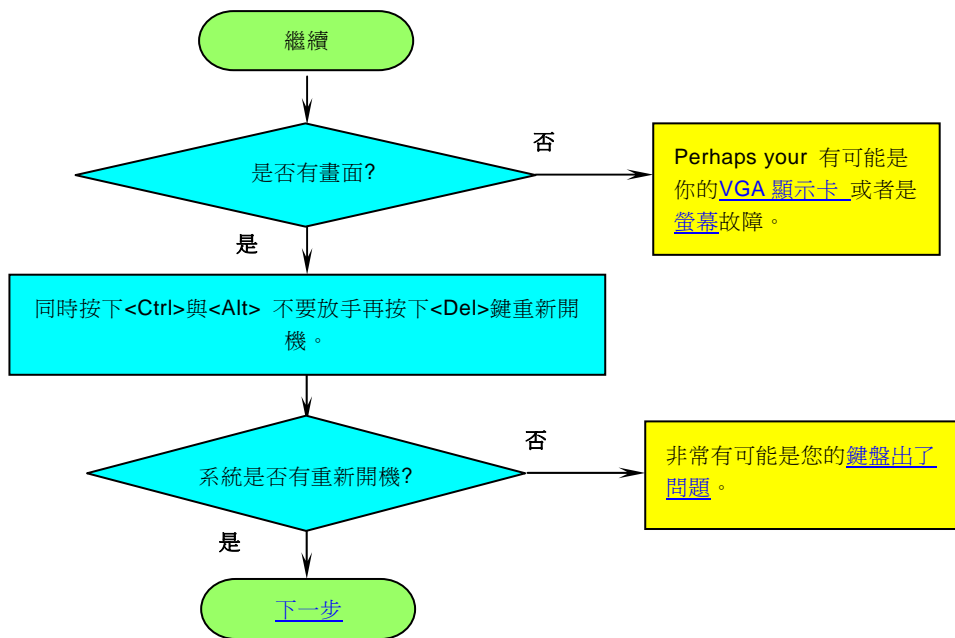 繼續
是否有畫面?
否
Perhaps your 有可能是
你的VGA 顯示卡 或者是
螢幕故障。
是
同時按下<Ctrl>與<Alt> 不要放手再按下<Del>鍵重新開
機。
系統是否有重新開機?
否
非常有可能是您的鍵盤出了
問題。
是
下一步